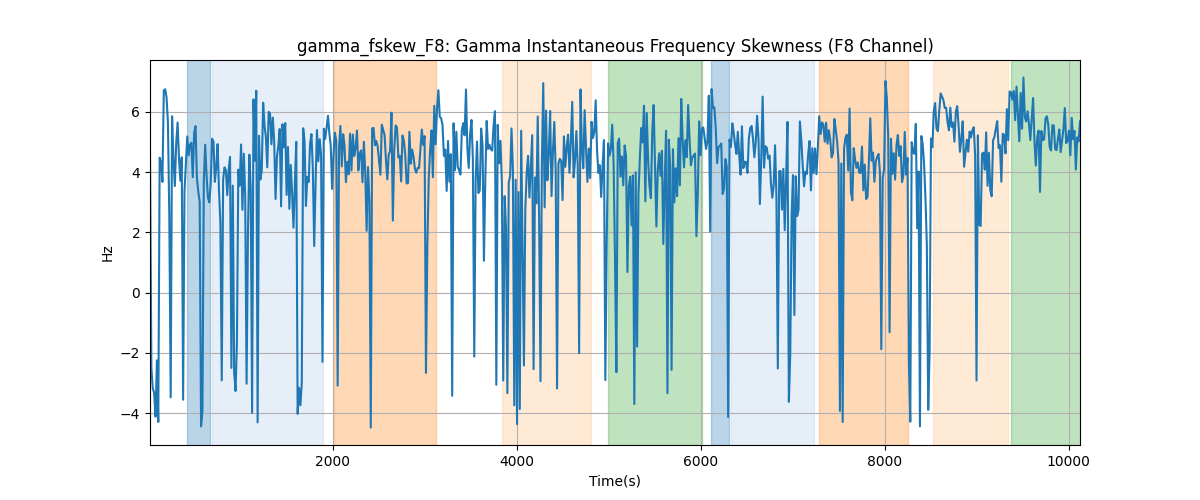 gamma_fskew_F8: Gamma Instantaneous Frequency Skewness (F8 Channel)
Hz
6
4
2
0
−2
−4
2000 4000 6000 8000 10000
Time(s)